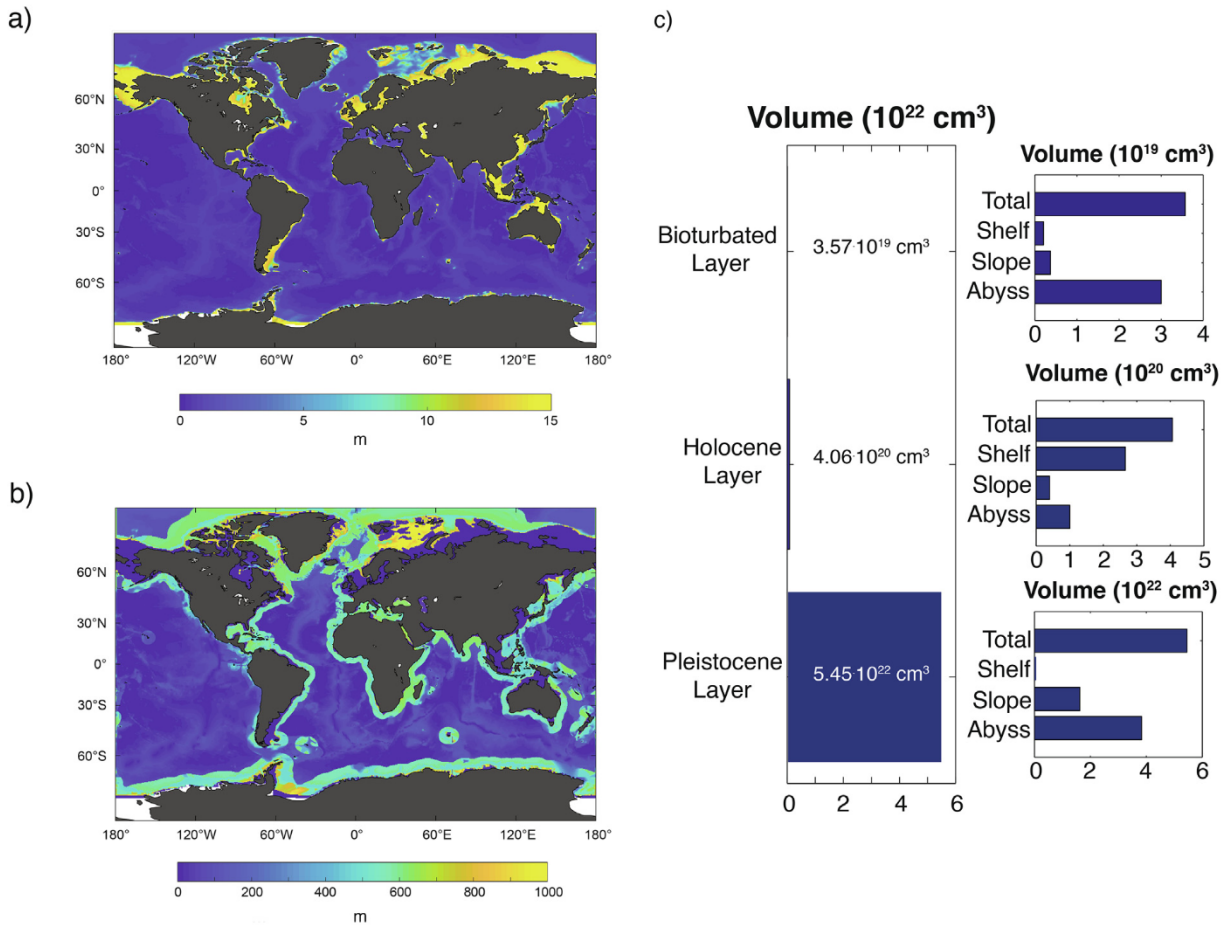 a)
60°N
30°N
0°
30°S
60°S
180° 120°W 60°W 0° 60°E 120°E 180°
0 5 10 15
m
b)
60°N
30°N
0°
30°S
60°S
180° 120°W 60°W 0° 60°E 120°E 180°
0 200 400 600 800 1000
m
c)
Volume (10²² cm³)
Bioturbated
Layer
3.57·10¹⁹ cm³
Holocene
Layer
4.06·10²⁰ cm³
Pleistocene
Layer
5.45·10²² cm³
0 2 4 6
Volume (10¹⁹ cm³)
Total
Shelf
Slope
Abyss
0 1 2 3 4
Volume (10²⁰ cm³)
Total
Shelf
Slope
Abyss
0 1 2 3 4 5
Volume (10²² cm³)
Total
Shelf
Slope
Abyss
0 2 4 6